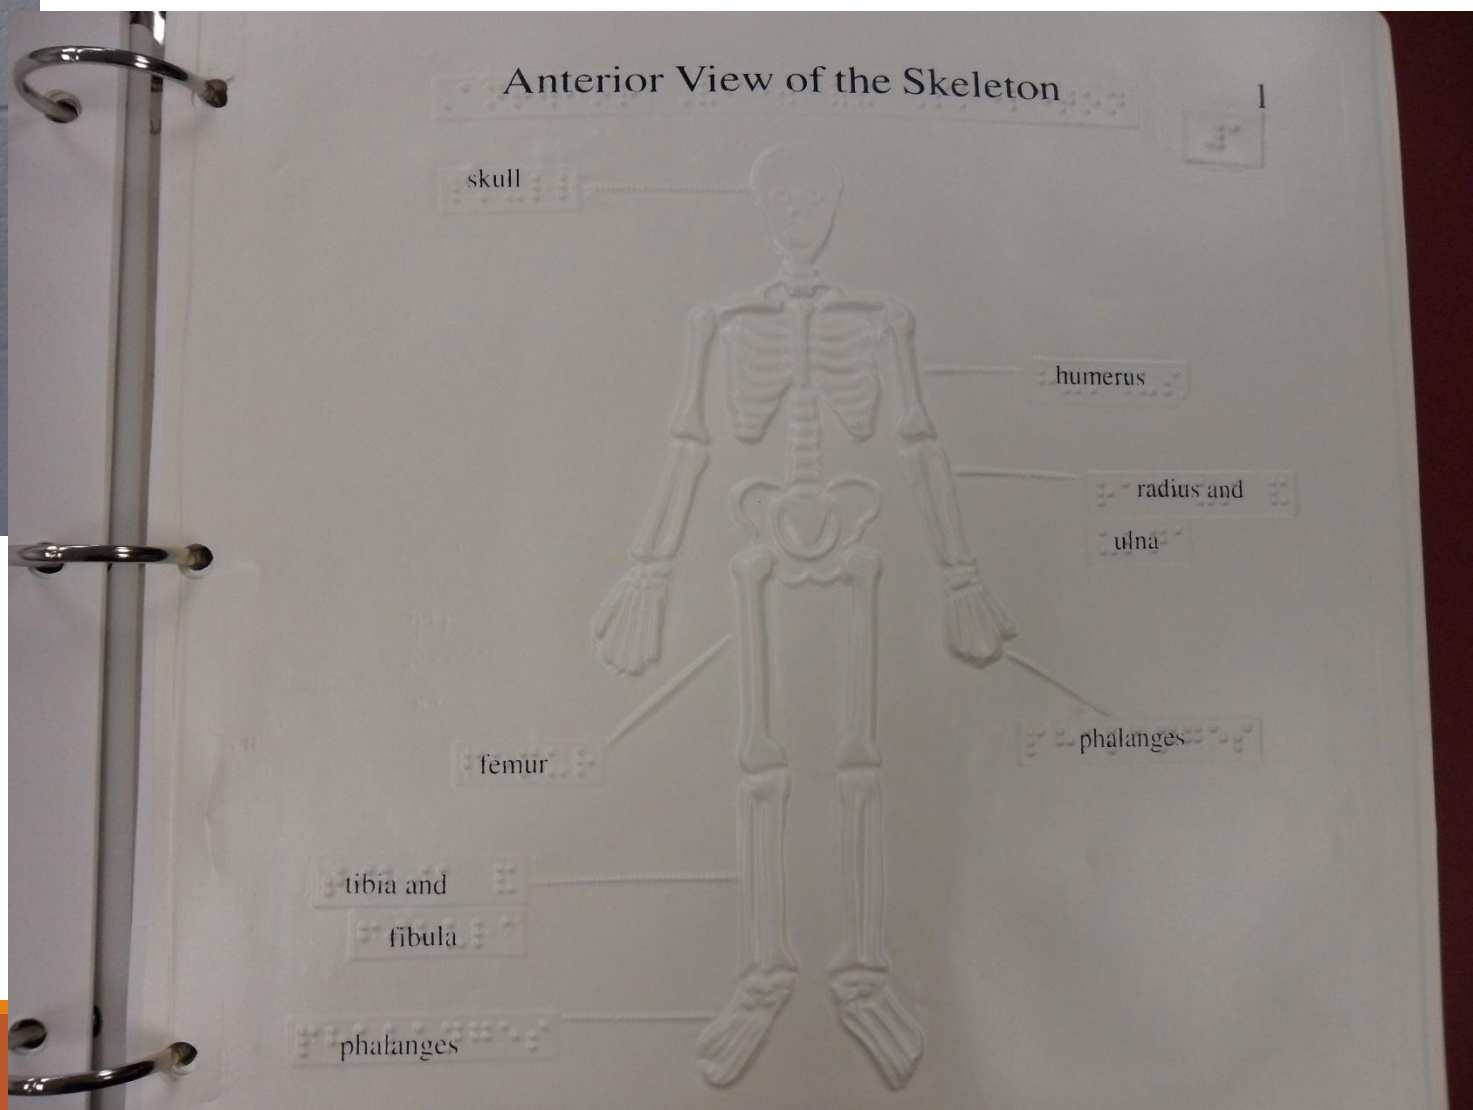 Anterior View of the Skeleton
1
skull
humerus
radius and
ulna
phalanges
femur
tibia and
fibula
phalanges